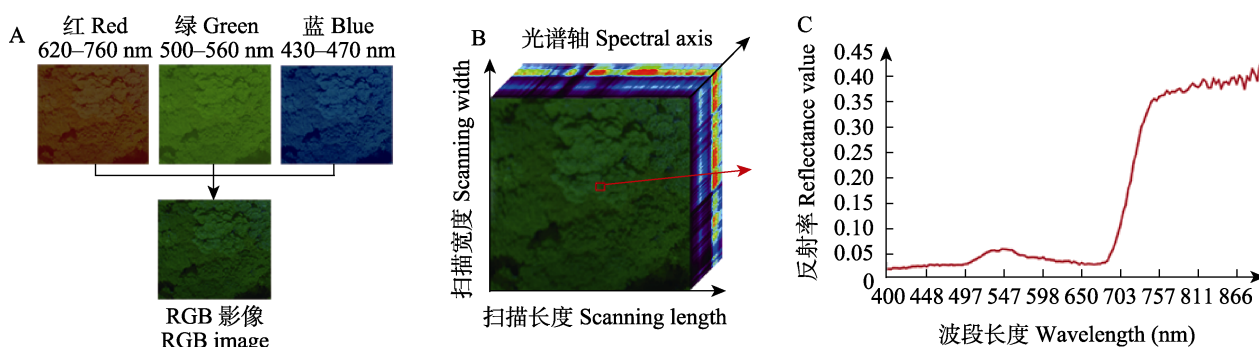 A
红 Red
620–760 nm
绿 Green
500–560 nm
蓝 Blue
430–470 nm
RGB 影像
RGB image
B
光谱轴 Spectral axis
扫描宽度 Scanning width
扫描长度 Scanning length
C
反射率 Reflectance value
0.45
0.40
0.35
0.30
0.25
0.20
0.15
0.10
0.05
0
400 448 497 547 598 650 703 757 811 866
波段长度 Wavelength (nm)